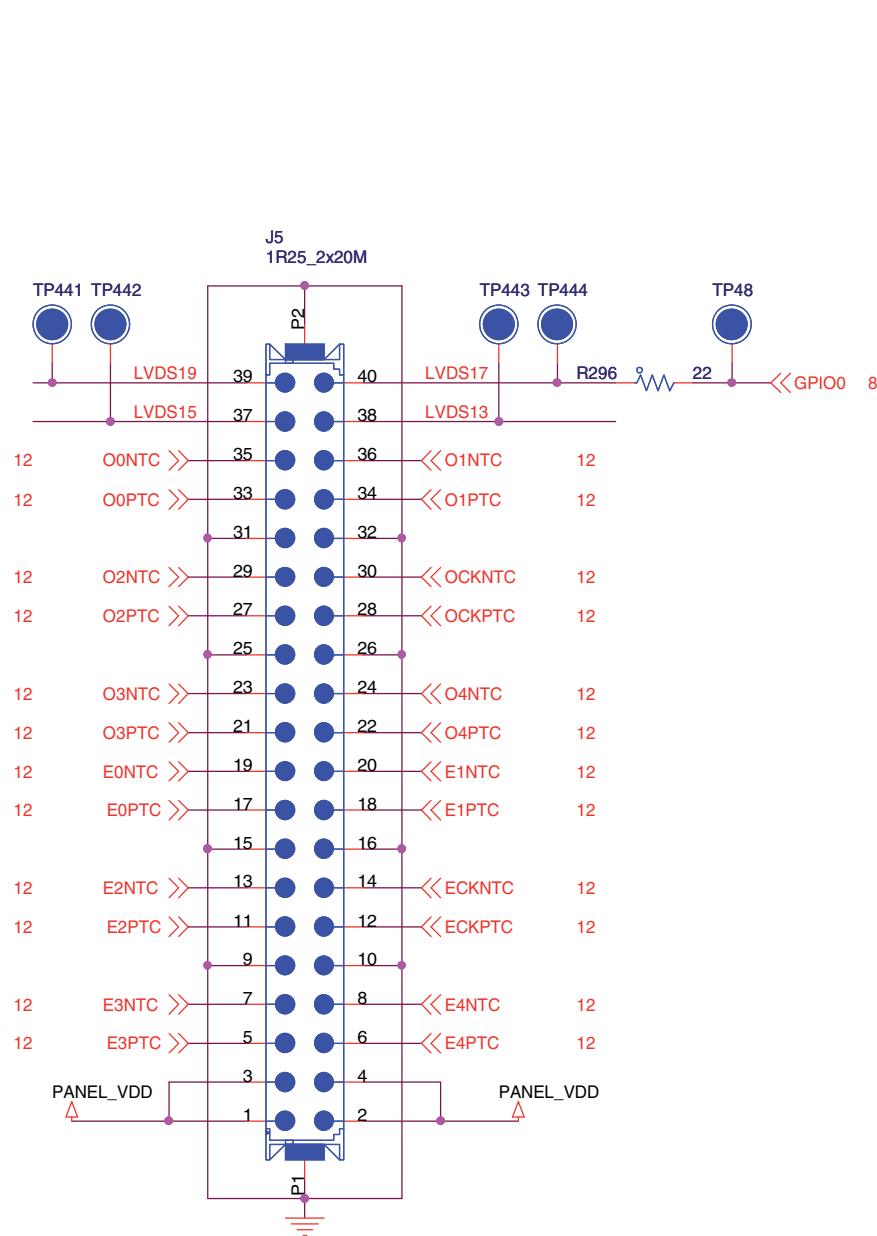 J5
1R25_2x20M
TP441 TP442 TP443 TP444 TP48
P2
LVDS19 39 40 LVDS17 R296 22 GPIO0 8
LVDS15 37 38 LVDS13
12 O0NTC 35 36 O1NTC 12
12 O0PTC 33 34 O1PTC 12
31 32
12 O2NTC 29 30 OCKNTC 12
12 O2PTC 27 28 OCKPTC 12
25 26
12 O3NTC 23 24 O4NTC 12
12 O3PTC 21 22 O4PTC 12
12 E0NTC 19 20 E1NTC 12
12 E0PTC 17 18 E1PTC 12
15 16
12 E2NTC 13 14 ECKNTC 12
12 E2PTC 11 12 ECKPTC 12
9 10
12 E3NTC 7 8 E4NTC 12
12 E3PTC 5 6 E4PTC 12
3 4
PANEL_VDD PANEL_VDD
1 2
P1